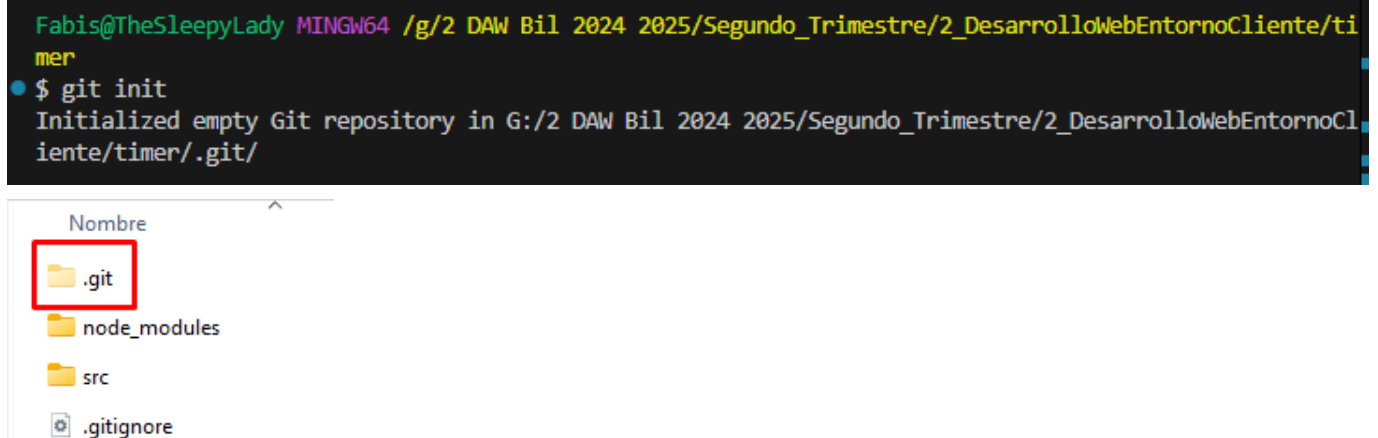 Fabis@TheSleepyLady MINGW64 /g/2 DAW Bil 2024 2025/Segundo_Trimestre/2_DesarrolloWebEntornoCliente/ti
mer
$ git init
Initialized empty Git repository in G:/2 DAW Bil 2024 2025/Segundo_Trimestre/2_DesarrolloWebEntornoCl
iente/timer/.git/
Nombre
.git
node_modules
src
.gitignore